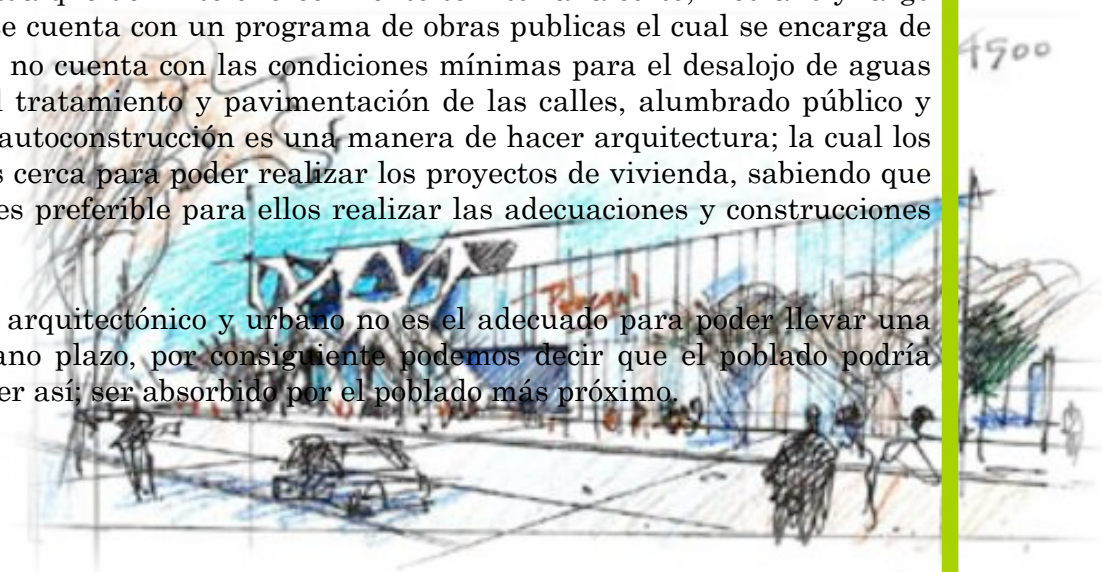 e cuenta con un programa de obras publicas el cual se encarga de
no cuenta con las condiciones mínimas para el desalojo de aguas
tratamiento y pavimentación de las calles, alumbrado público y
autoconstrucción es una manera de hacer arquitectura; la cual los
s cerca para poder realizar los proyectos de vivienda, sabiendo que
es preferible para ellos realizar las adecuaciones y construcciones
arquitectónico y urbano no es el adecuado para poder llevar una
ano plazo, por consiguiente podemos decir que el poblado podría
er así; ser absorbido por el poblado más próximo.
4500